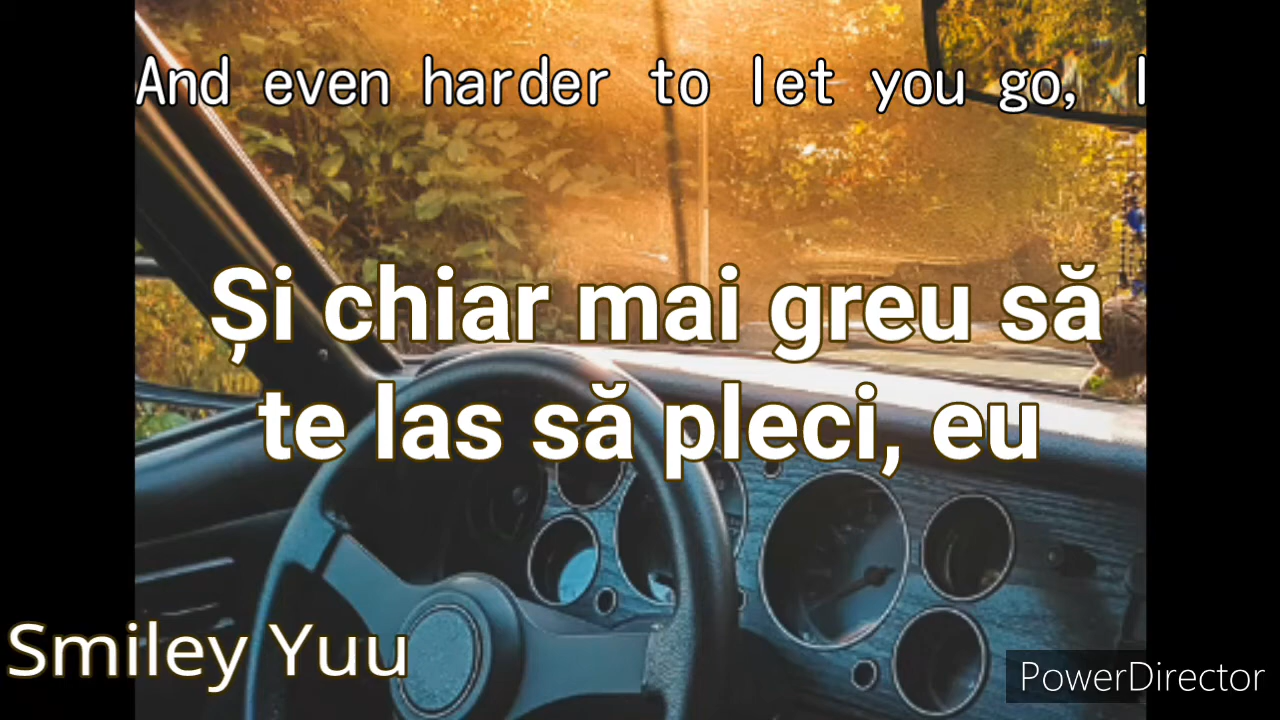 And even harder to let you go, I
Și chiar mai greu să
te las să pleci, eu
Smiley Yuu
PowerDirector